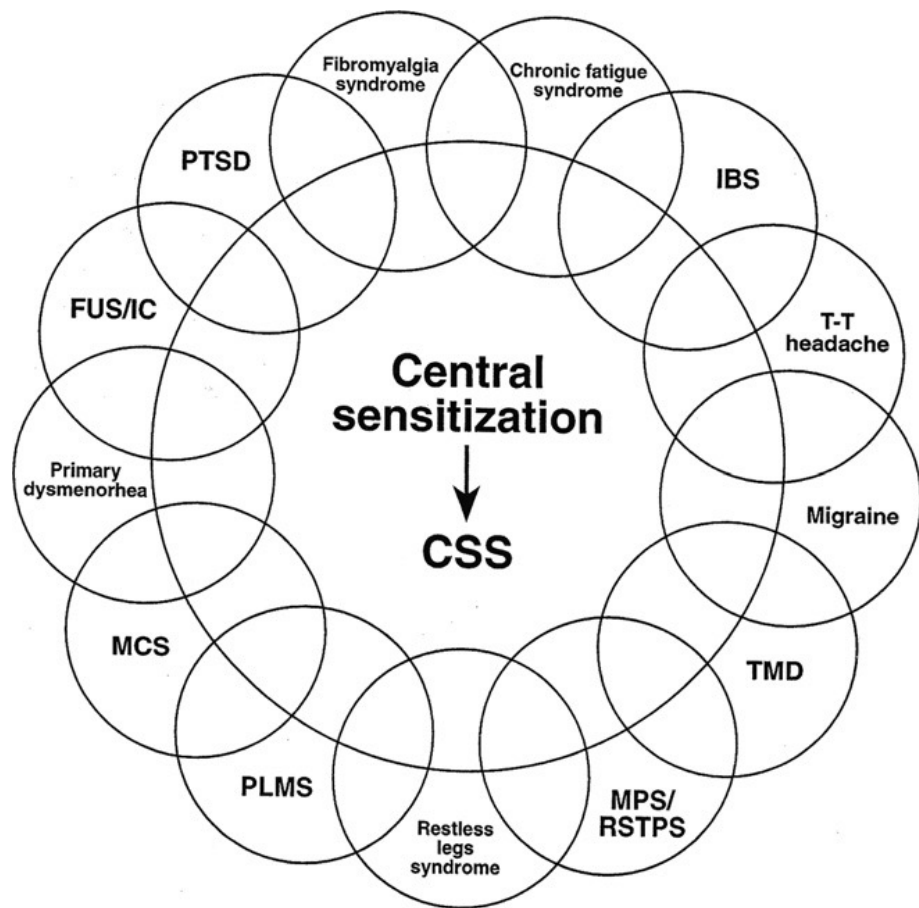 Fibromyalgia
syndrome
Chronic fatigue
syndrome
PTSD
IBS
FUS/IC
T-T
headache
Central
sensitization
CSS
Primary
dysmenorhea
Migraine
MCS
TMD
PLMS
MPS/
RSTPS
Restless
legs
syndrome